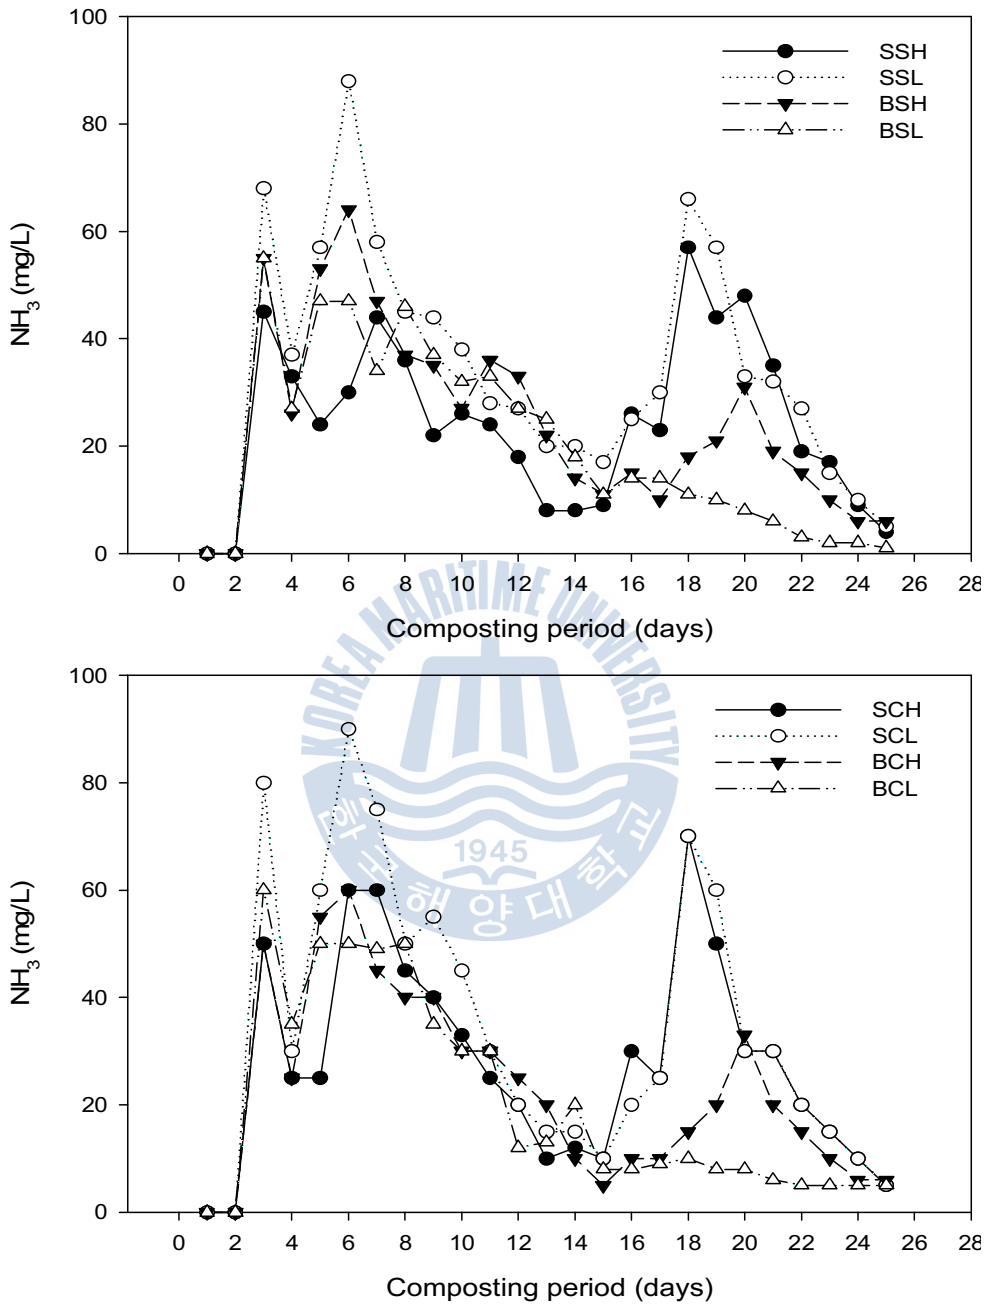 100
80
60
40
20
0
NH3 (mg/L)
SSH
SSL
BSH
BSL
0 2 4 6 8 10 12 14 16 18 20 22 24 26 28
Composting period (days)
KOREA MARITIME UNIVERSITY
1945
한국해양대학교
100
80
60
40
20
0
NH3 (mg/L)
SCH
SCL
BCH
BCL
0 2 4 6 8 10 12 14 16 18 20 22 24 26 28
Composting period (days)